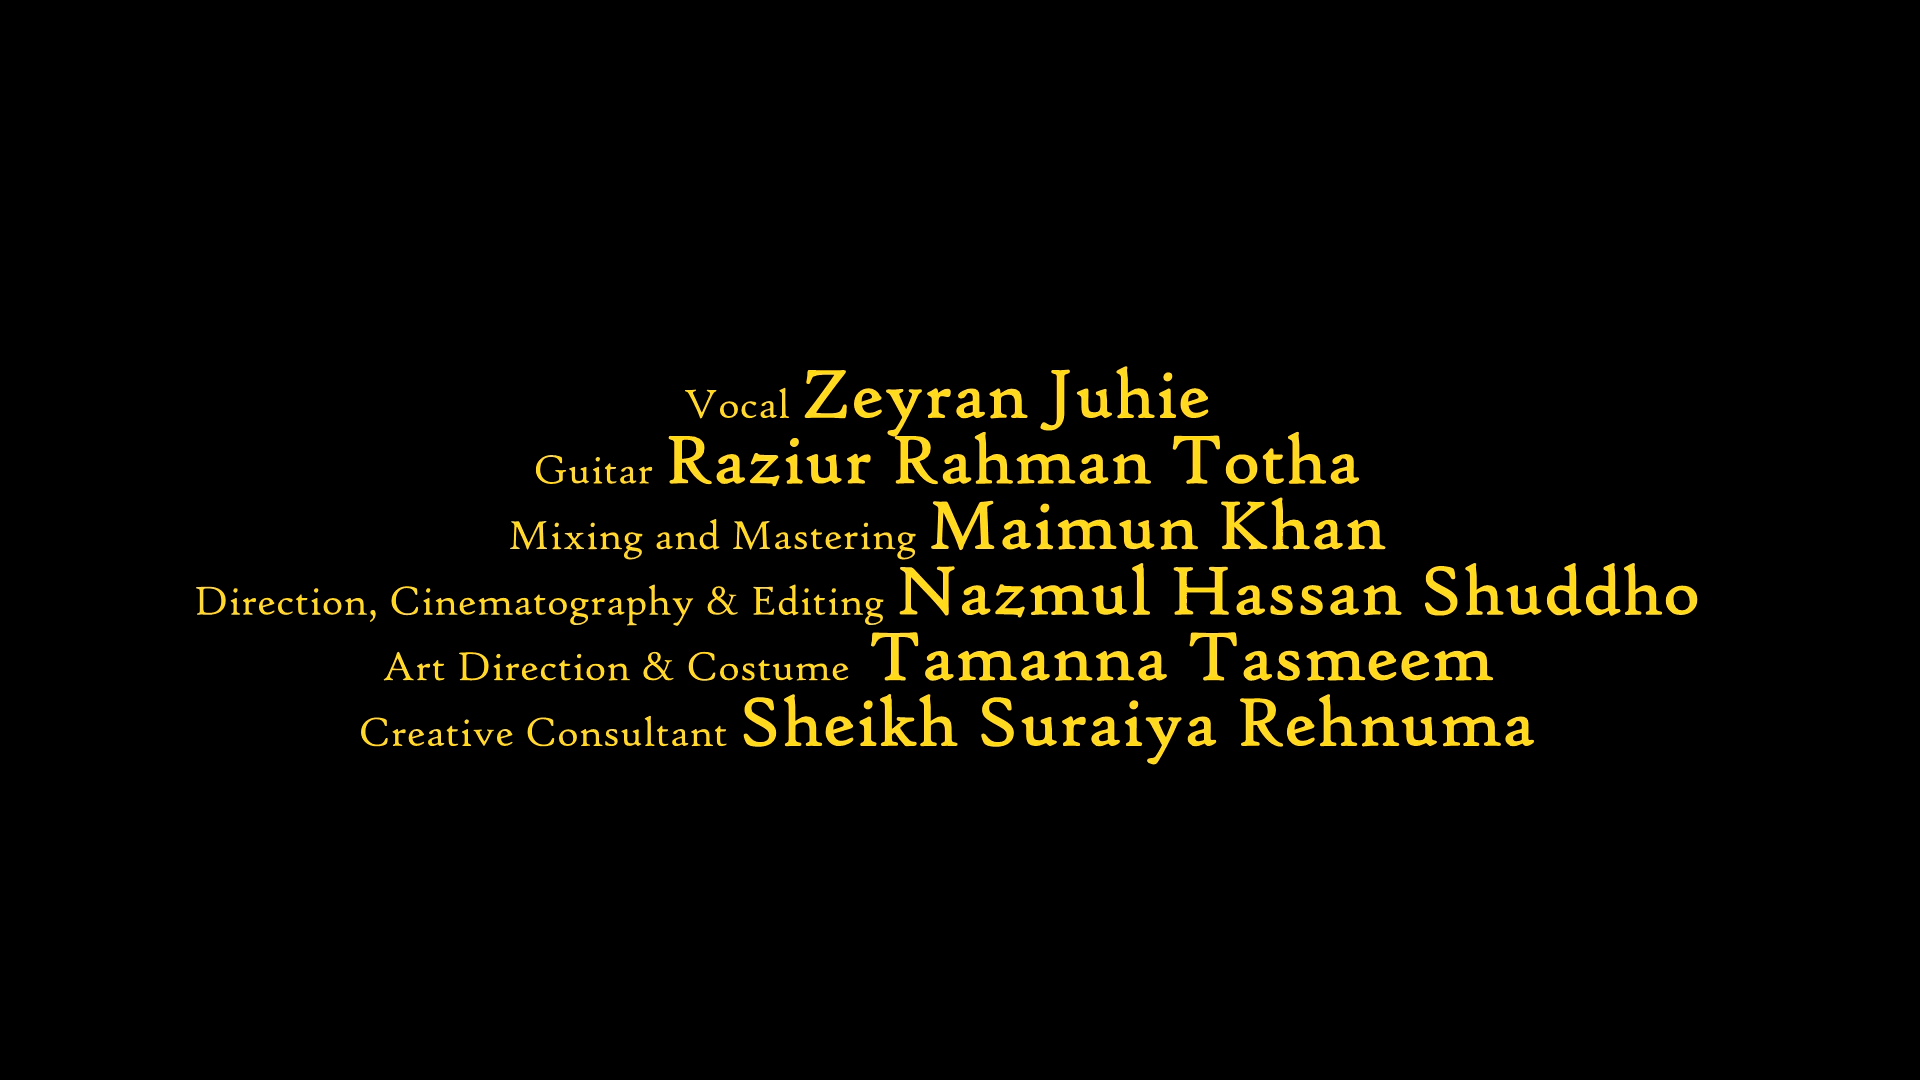 Vocal Zeyran Juhie
Guitar Raziur Rahman Totha
Mixing and Mastering Maimun Khan
Direction, Cinematography & Editing Nazmul Hassan Shuddho
Art Direction & Costume Tamanna Tasmeem
Creative Consultant Sheikh Suraiya Rehnuma